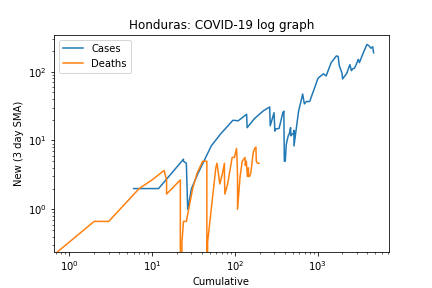 Honduras: COVID-19 log graph
Cases
Deaths
New (3 day SMA)
10²
10¹
10⁰
10⁰ 10¹ 10² 10³
Cumulative